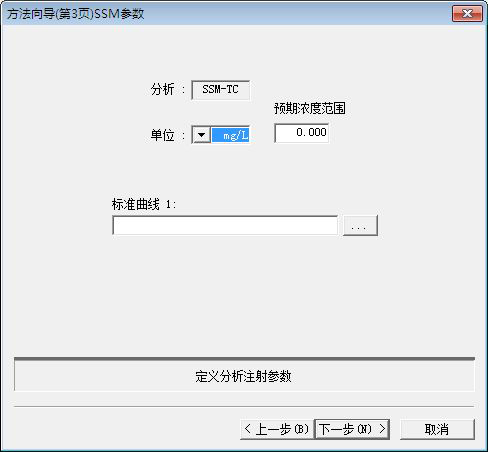 方法向导(第3页)SSM参数
分析 : SSM-TC
预期浓度范围
单位 : mg/L 0.000
标准曲线 1:
...
定义分析注射参数
< 上一步(B) 下一步(N) > 取消